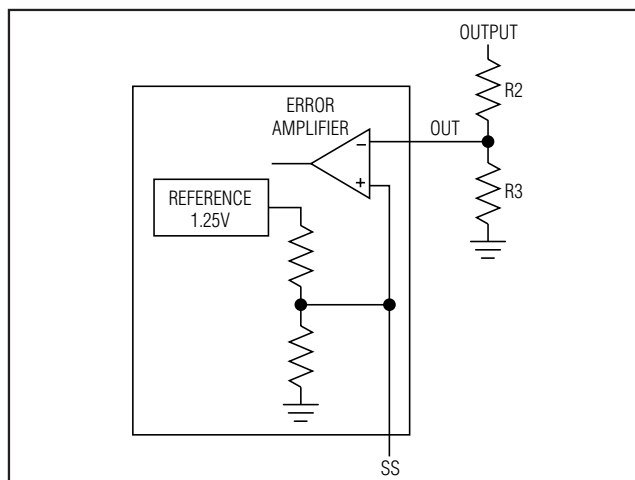 OUTPUT
R2
ERROR
AMPLIFIER
OUT
−
+
REFERENCE
1.25V
R3
SS